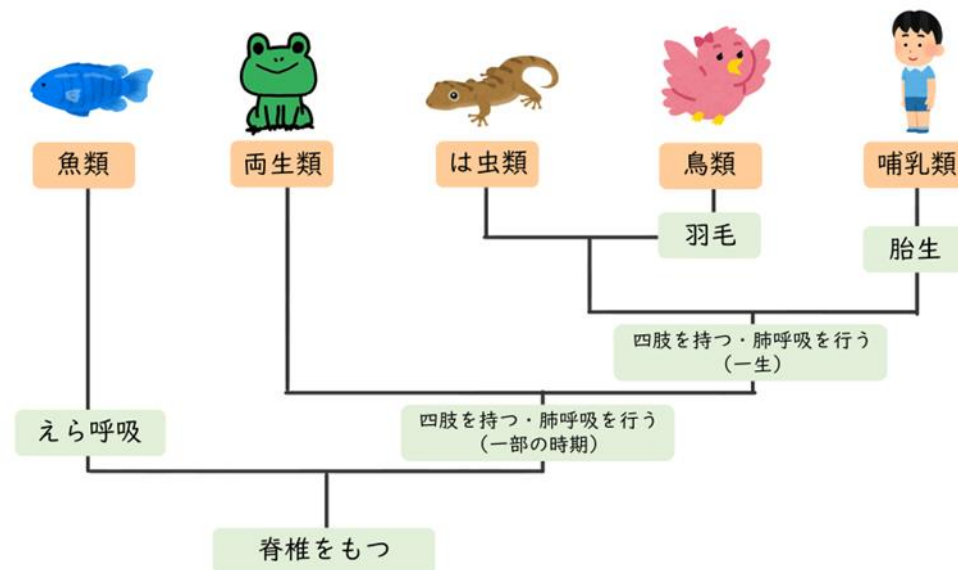 魚類
両生類
は虫類
鳥類
哺乳類
羽毛
胎生
四肢を持つ・肺呼吸を行う
（一生）
えら呼吸
四肢を持つ・肺呼吸を行う
（一部の時期）
脊椎をもつ